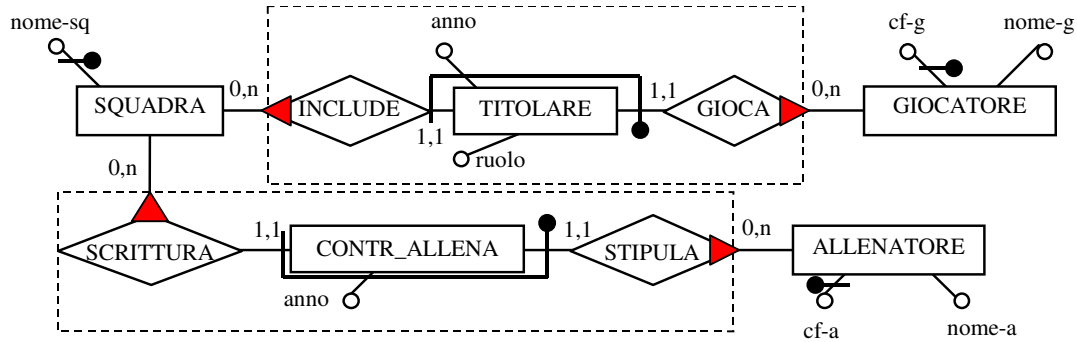 nome-sq
anno
cf-g
nome-g
SQUADRA
0,n
INCLUDE
1,1
TITOLARE
1,1
GIOCA
0,n
GIOCATORE
ruolo
0,n
SCRITTURA
1,1
CONTR_ALLENA
1,1
STIPULA
0,n
ALLENATORE
anno
cf-a
nome-a